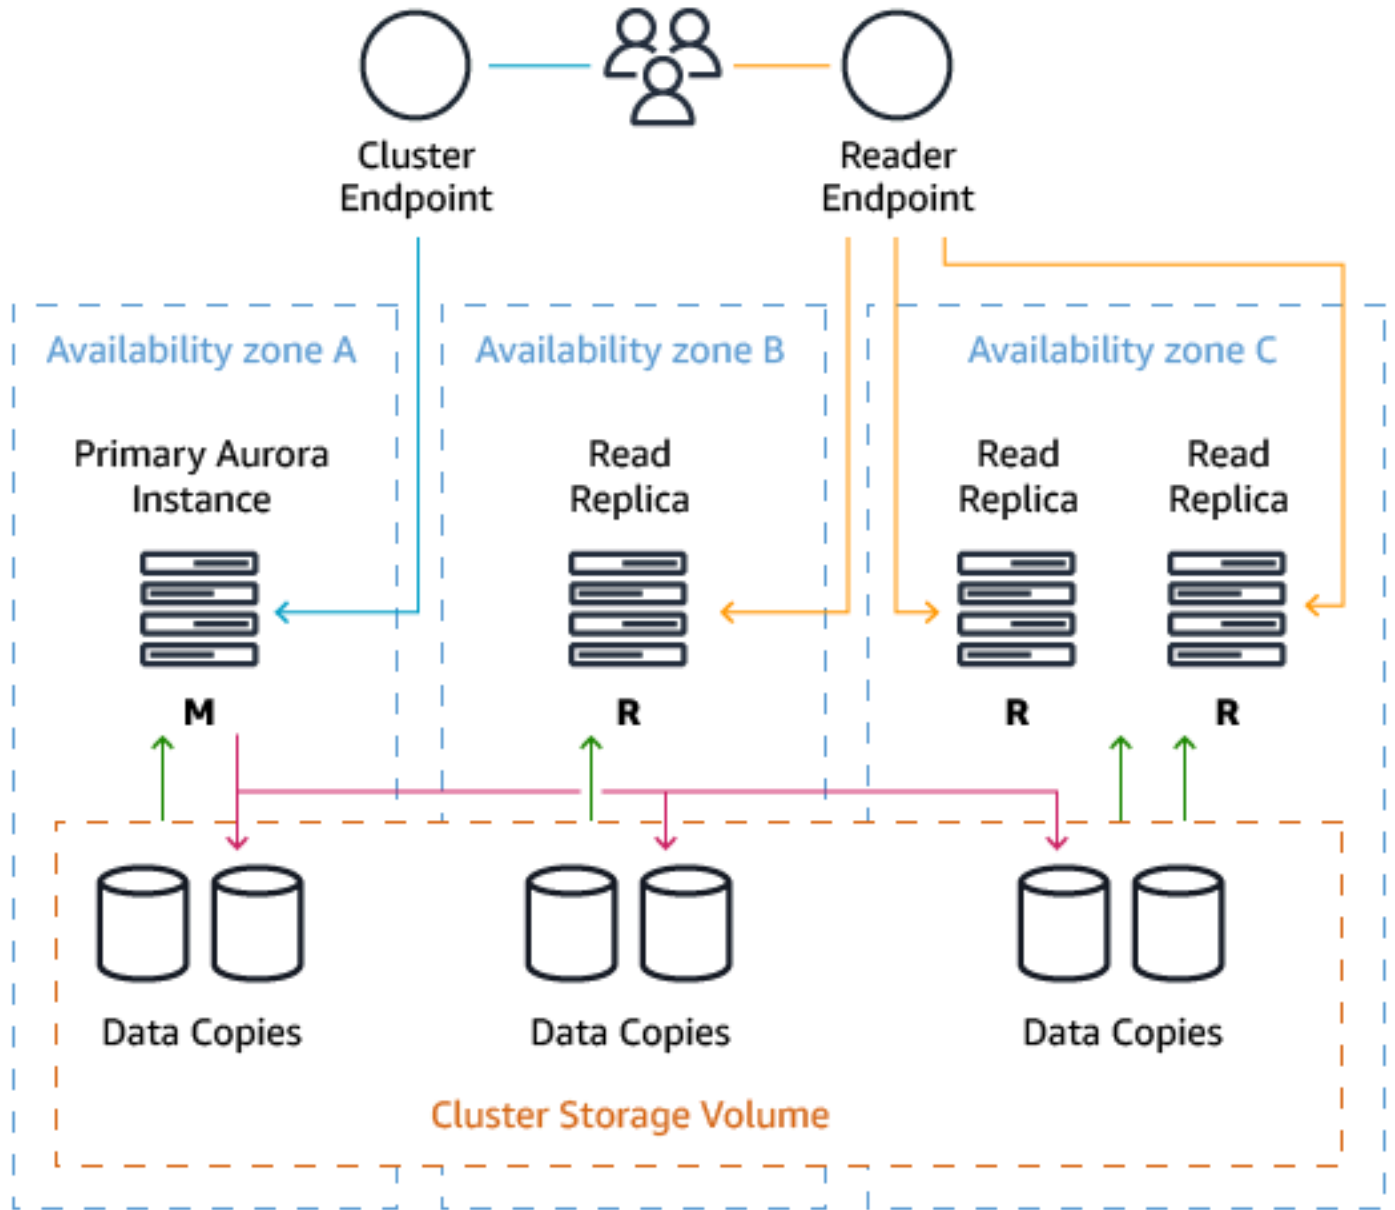 Cluster
Endpoint
Reader
Endpoint
Availability zone A
Availability zone B
Availability zone C
Primary Aurora
Instance
Read
Replica
Read
Replica
Read
Replica
M
R
R
R
Data Copies
Data Copies
Data Copies
Cluster Storage Volume